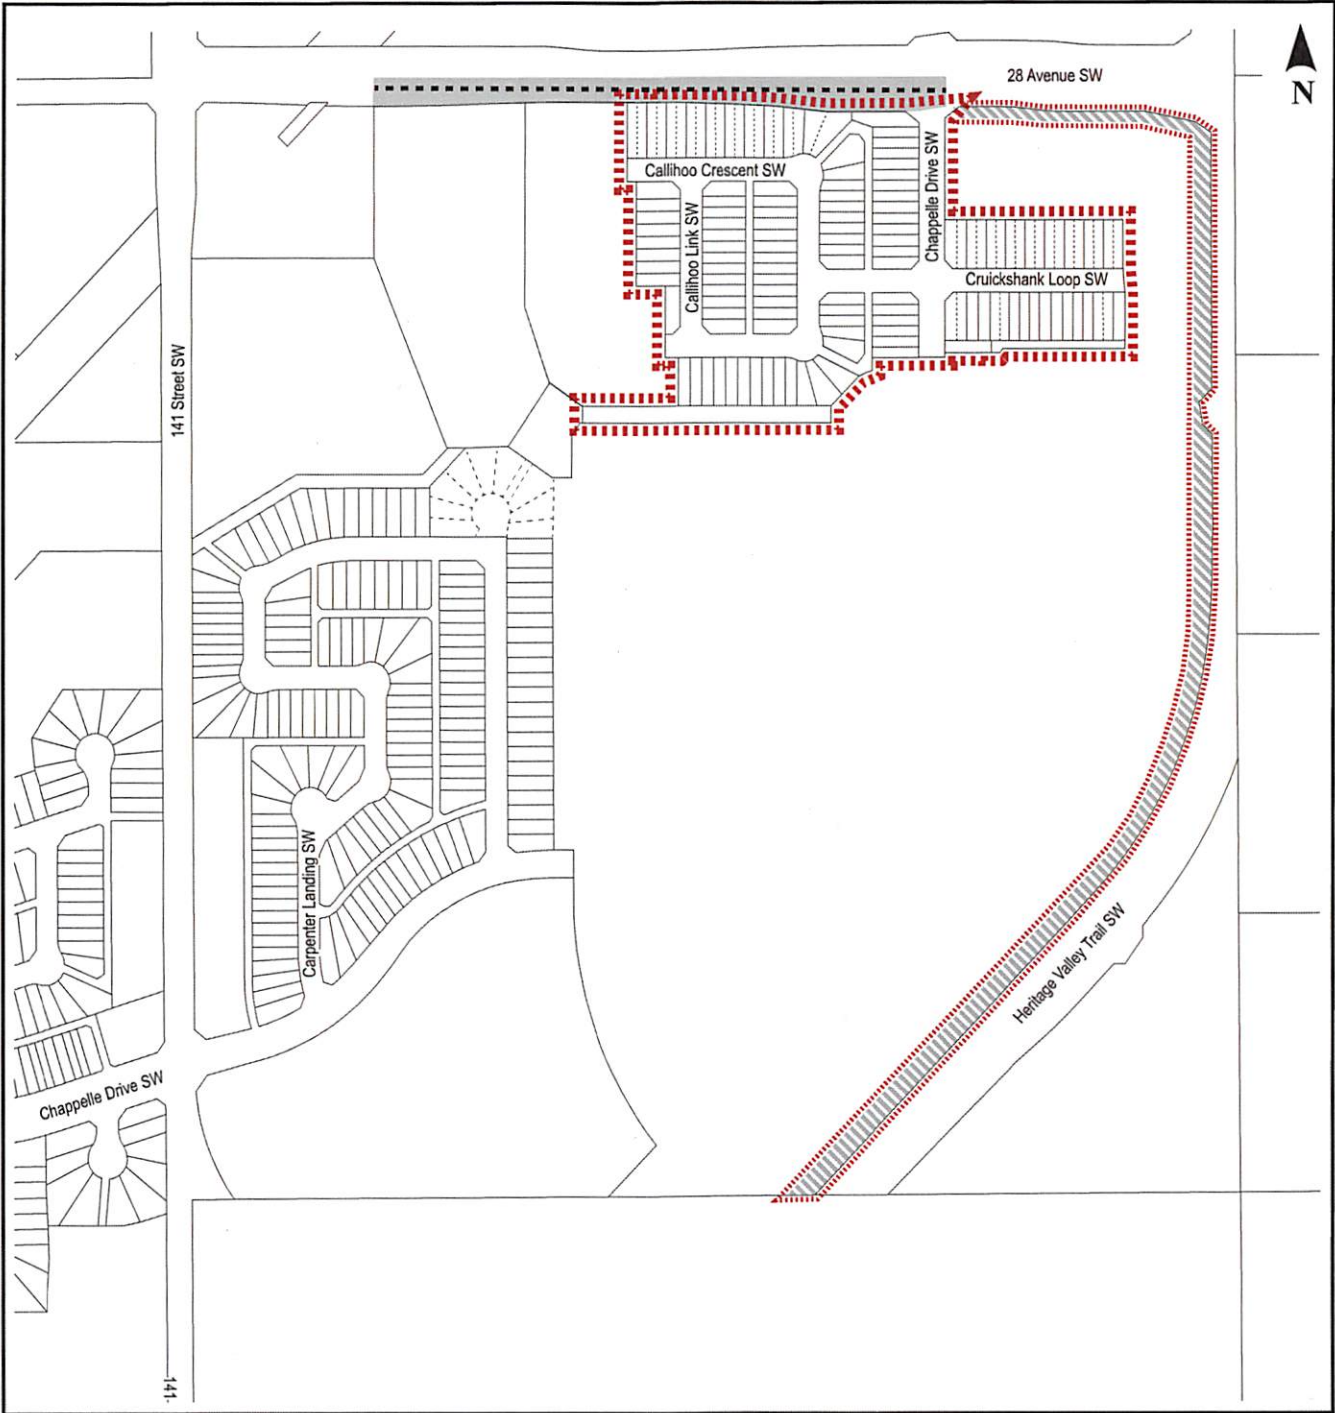 28 Avenue SW
N
Callihoo Crescent SW
Chappelle Drive SW
Callihoo Link SW
Cruickshank Loop SW
141 Street SW
Carpenter Landing SW
Heritage Valley Trail SW
Chappelle Drive SW
141-